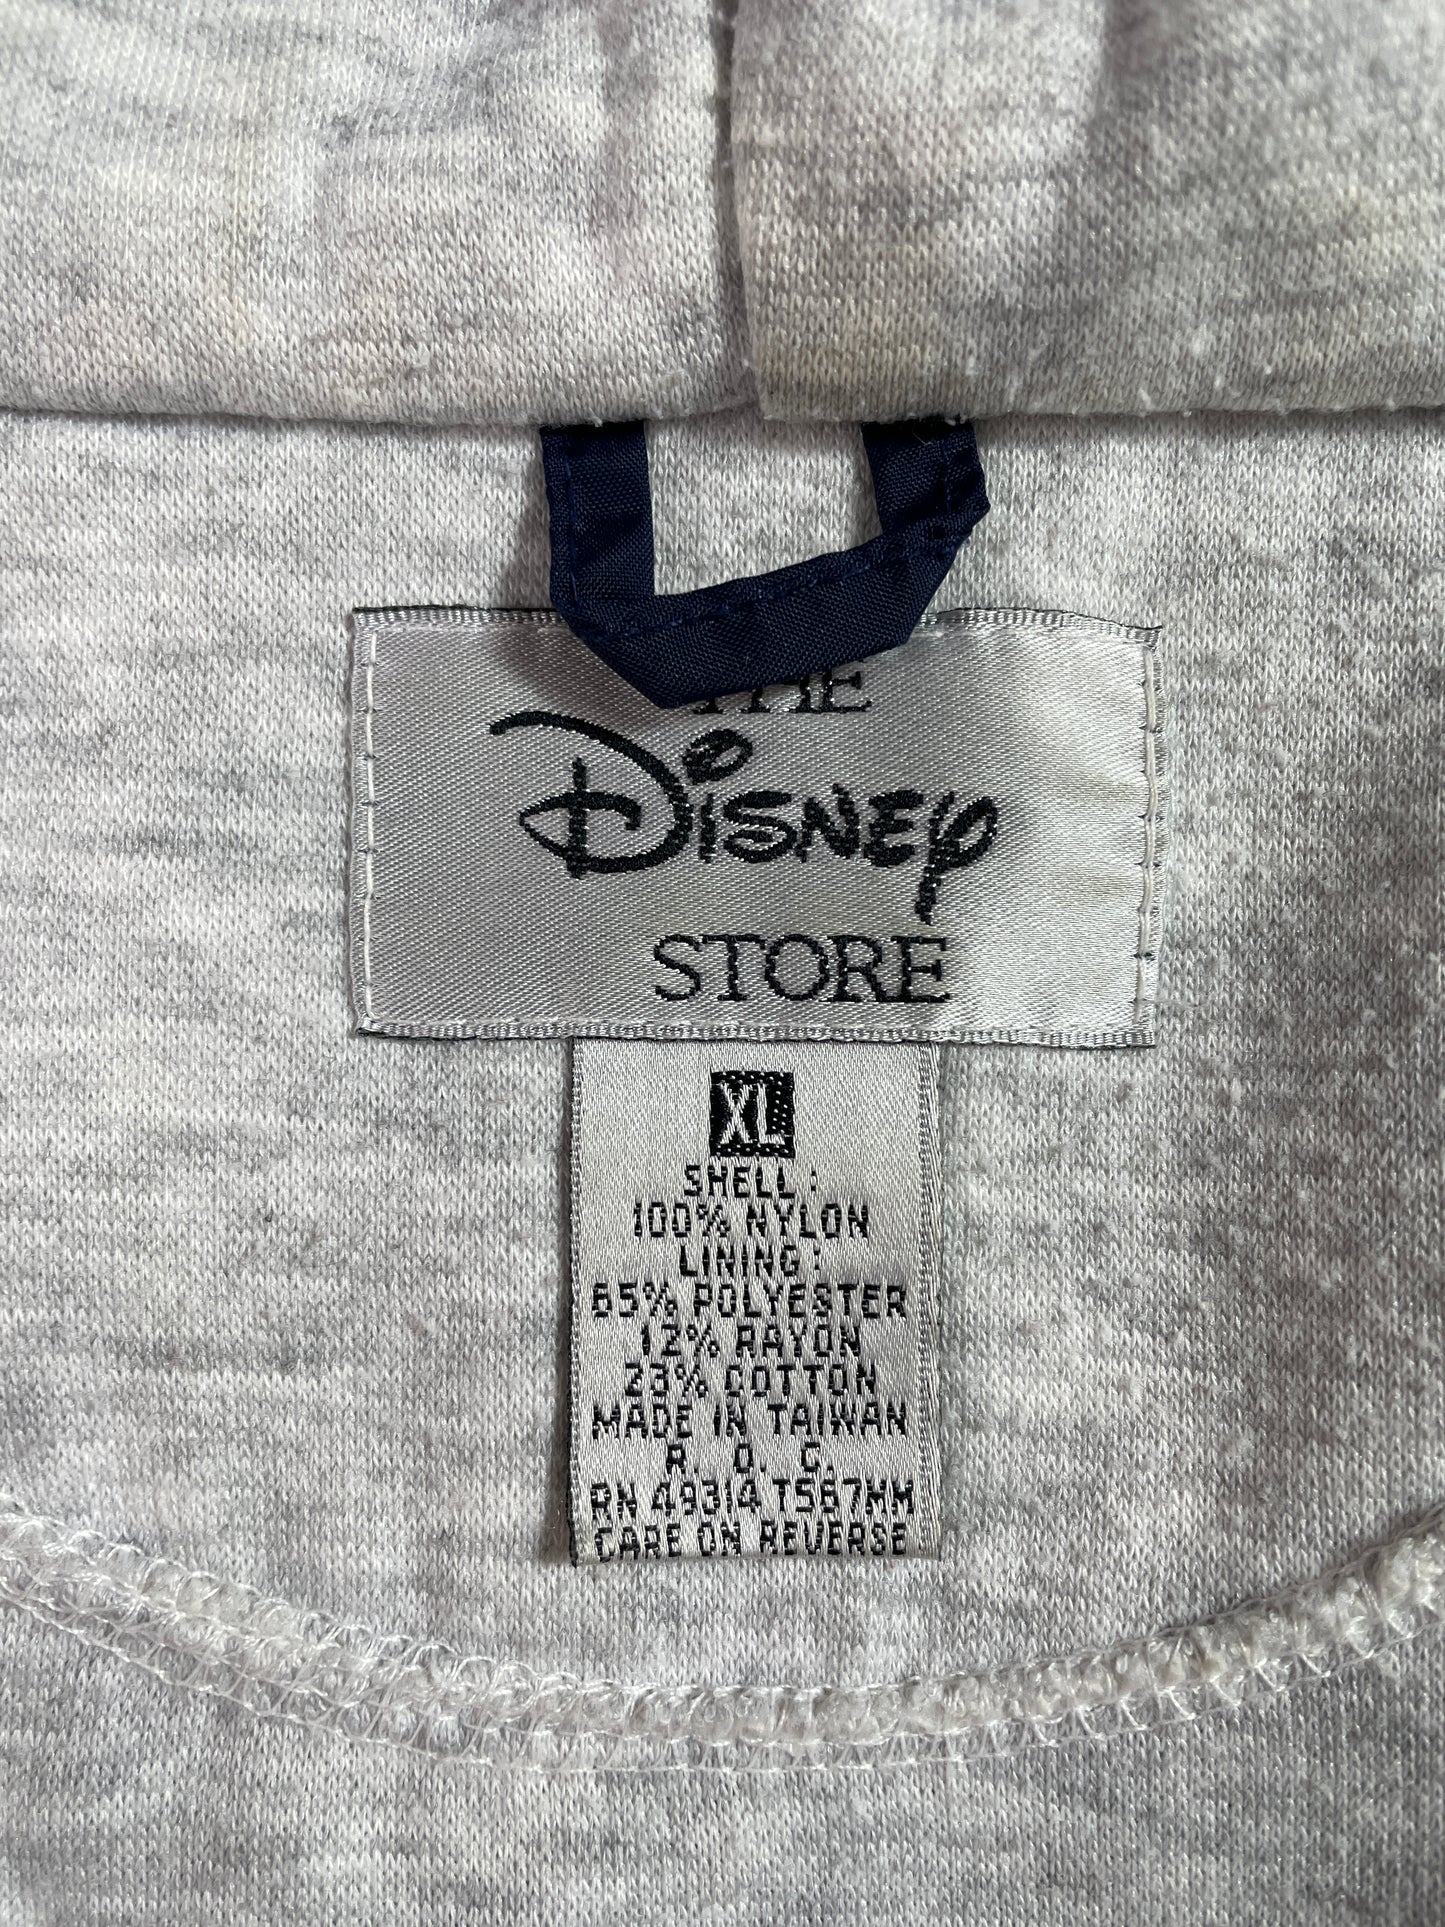 THE
Disney
STORE
XL
SHELL :
100% NYLON
LINING :
65% POLYESTER
12% RAYON
23% COTTON
MADE IN TAIWAN
R. O. C.
RN 49314 TS67HM
CARE ON REVERSE